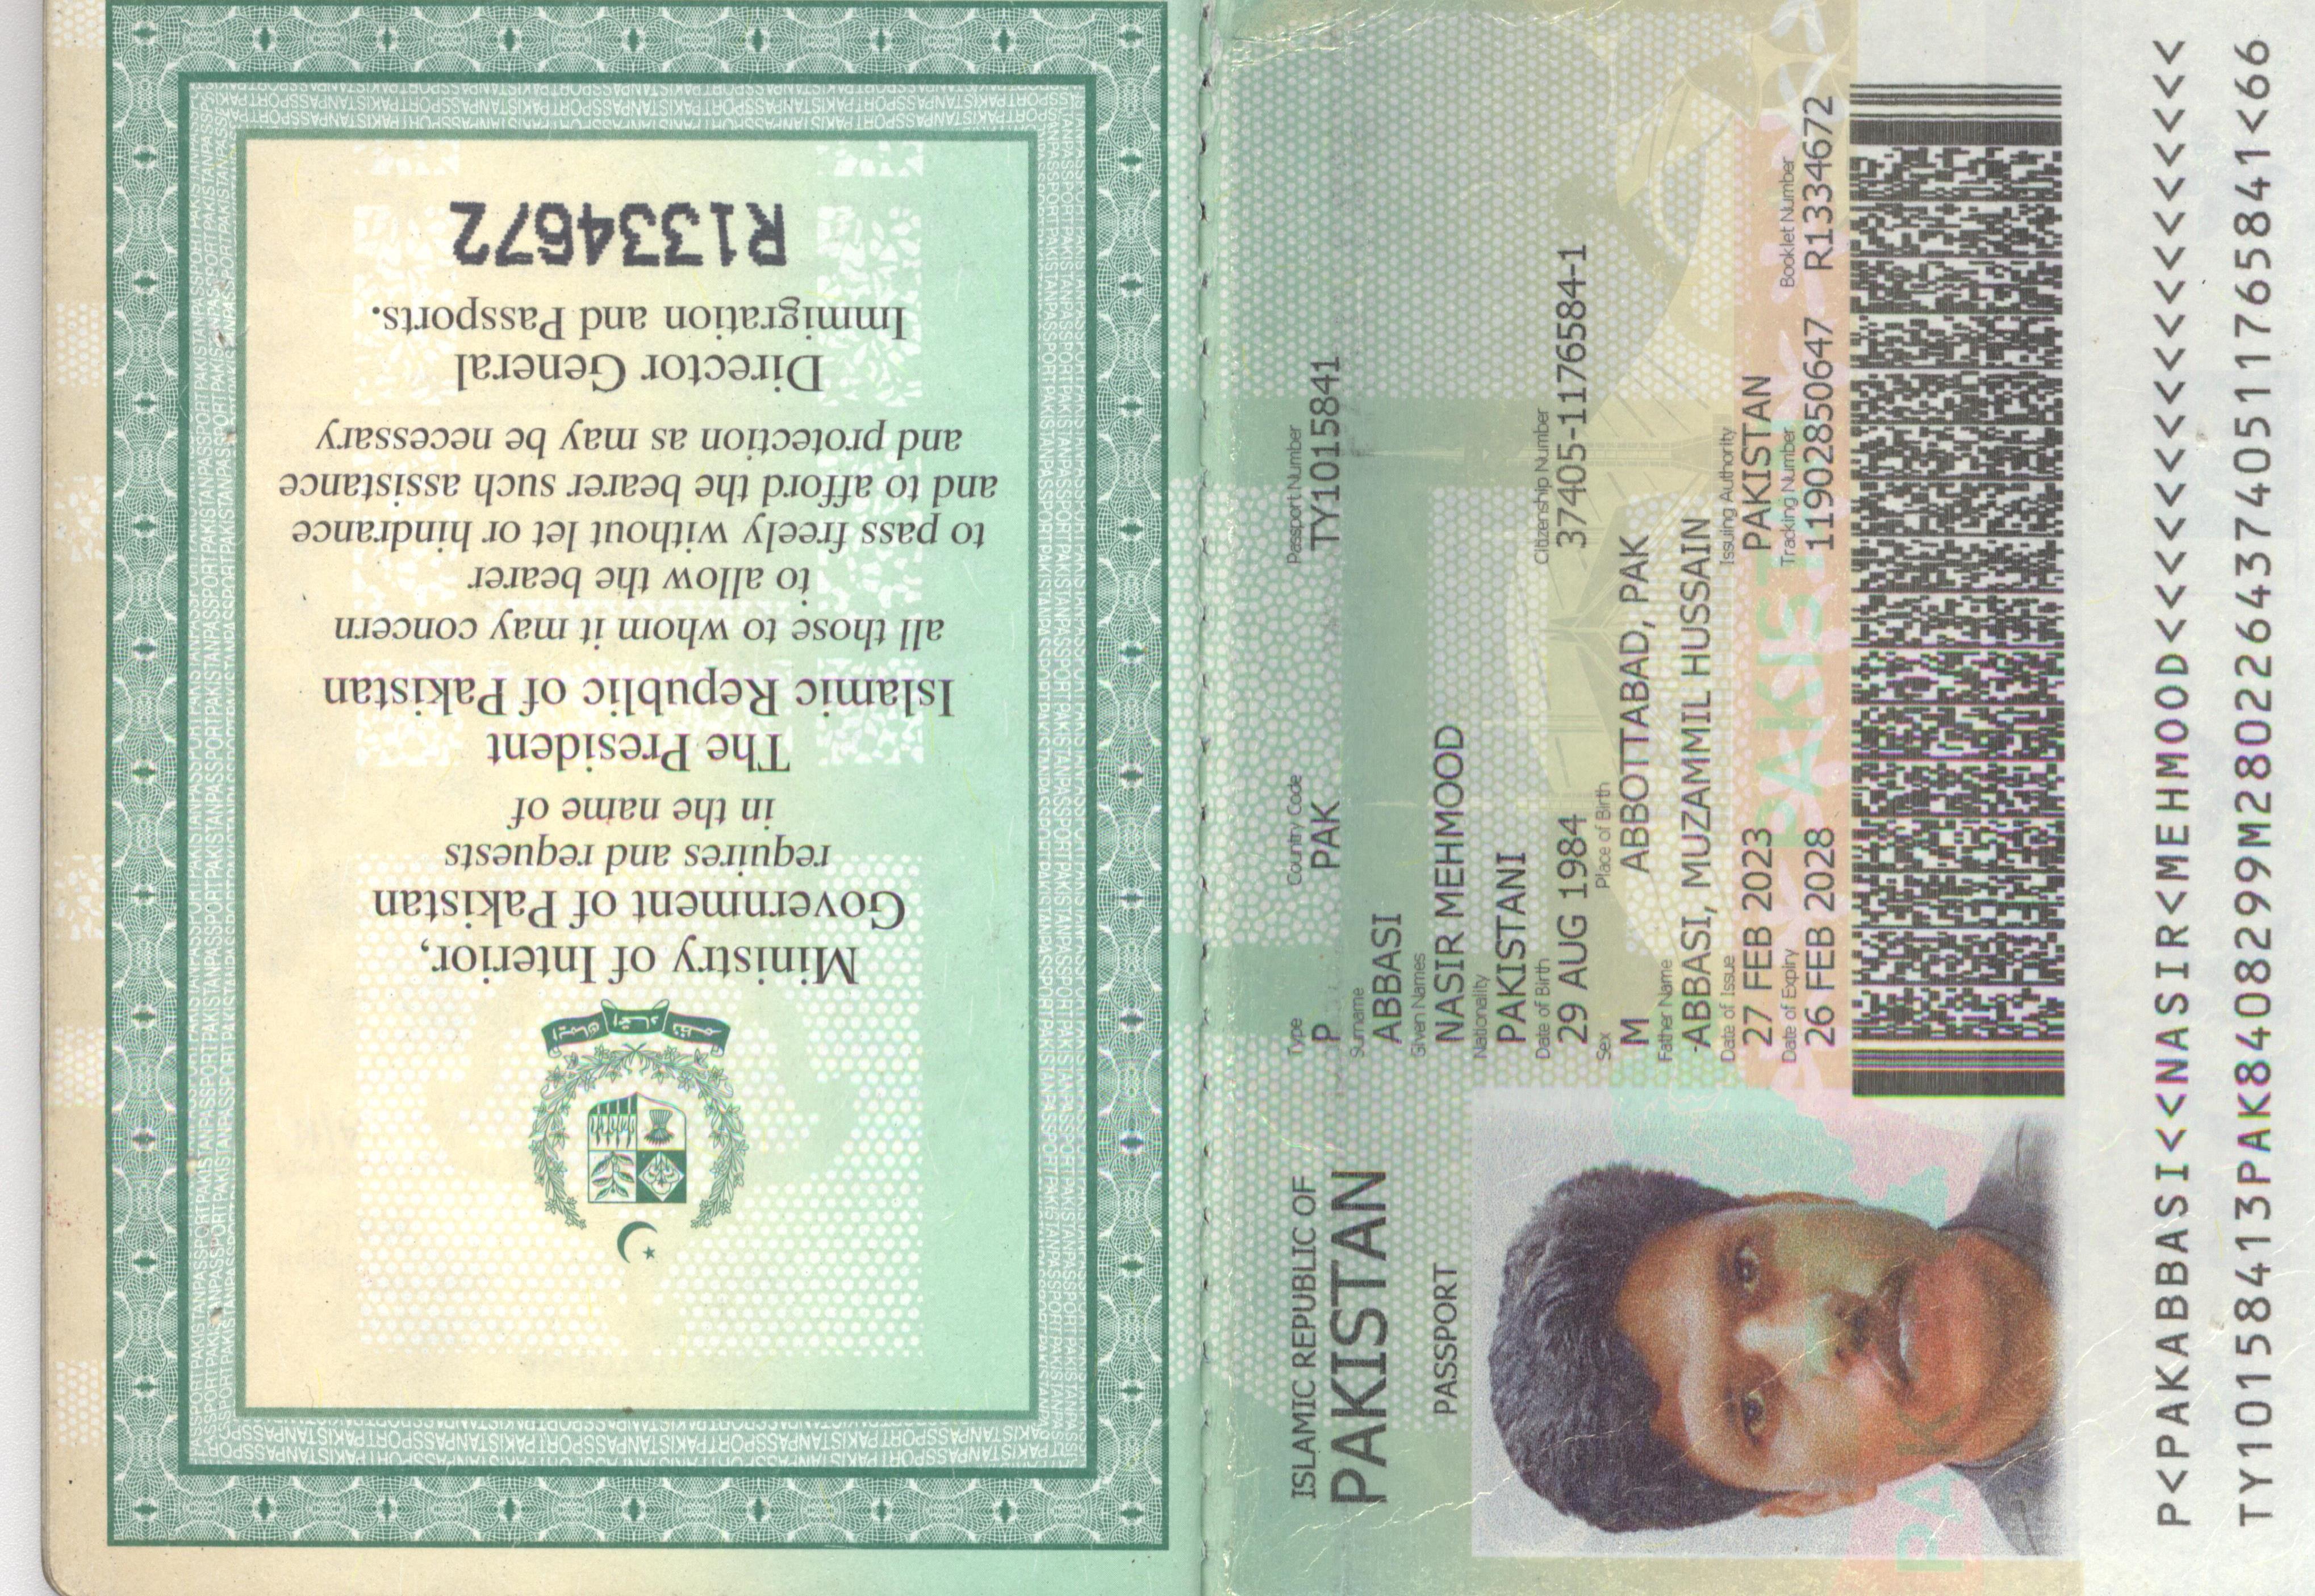 Ministry of Interior,
Government of Pakistan
requires and requests
in the name of
The President
Islamic Republic of Pakistan
all those to whom it may concern
to allow the bearer
to pass freely without let or hindrance
and to afford the bearer such assistance
and protection as may be necessary
Director General
Immigration and Passports.
R1334672
ISLAMIC REPUBLIC OF
PAKISTAN
PASSPORT
Type Country Code Passport Number
P PAK TY1015841
Surname
ABBASI
Given Names
NASIR MEHMOOD
Nationality
PAKISTANI
Date of Birth Citizenship Number
29 AUG 1984 37405-1176584-1
Sex Place of Birth
M ABBOTTABAD, PAK
Father Name
ABBASI, MUZAMMIL HUSSAIN
Date of Issue Issuing Authority
27 FEB 2023 PAKISTAN
Date of Expiry Tracking Number Booklet Number
26 FEB 2028 11902850647 R1334672
P<PAKABBASI<<NASIR<MEHMOOD<<<<<<<<<<<<<<<<<<
TY10158413PAK8408299M28022643740511765841<66